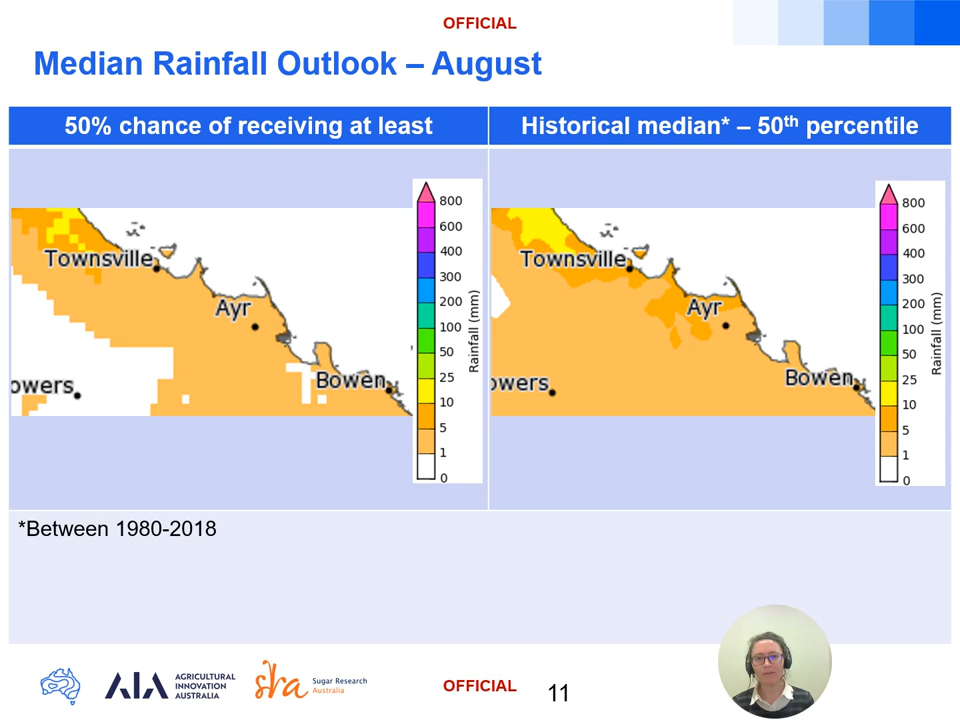 OFFICIAL
Median Rainfall Outlook – August
50% chance of receiving at least
Historical median* – 50th percentile
Townsville
Ayr
Bowen
owers
800
600
400
300
200
100
50
25
10
5
1
0
Rainfall (mm)
Townsville
Ayr
Bowen
owers
800
600
400
300
200
100
50
25
10
5
1
0
Rainfall (mm)
*Between 1980-2018
AIA
AGRICULTURAL
INNOVATION
AUSTRALIA
sra
Sugar Research
Australia
OFFICIAL
11